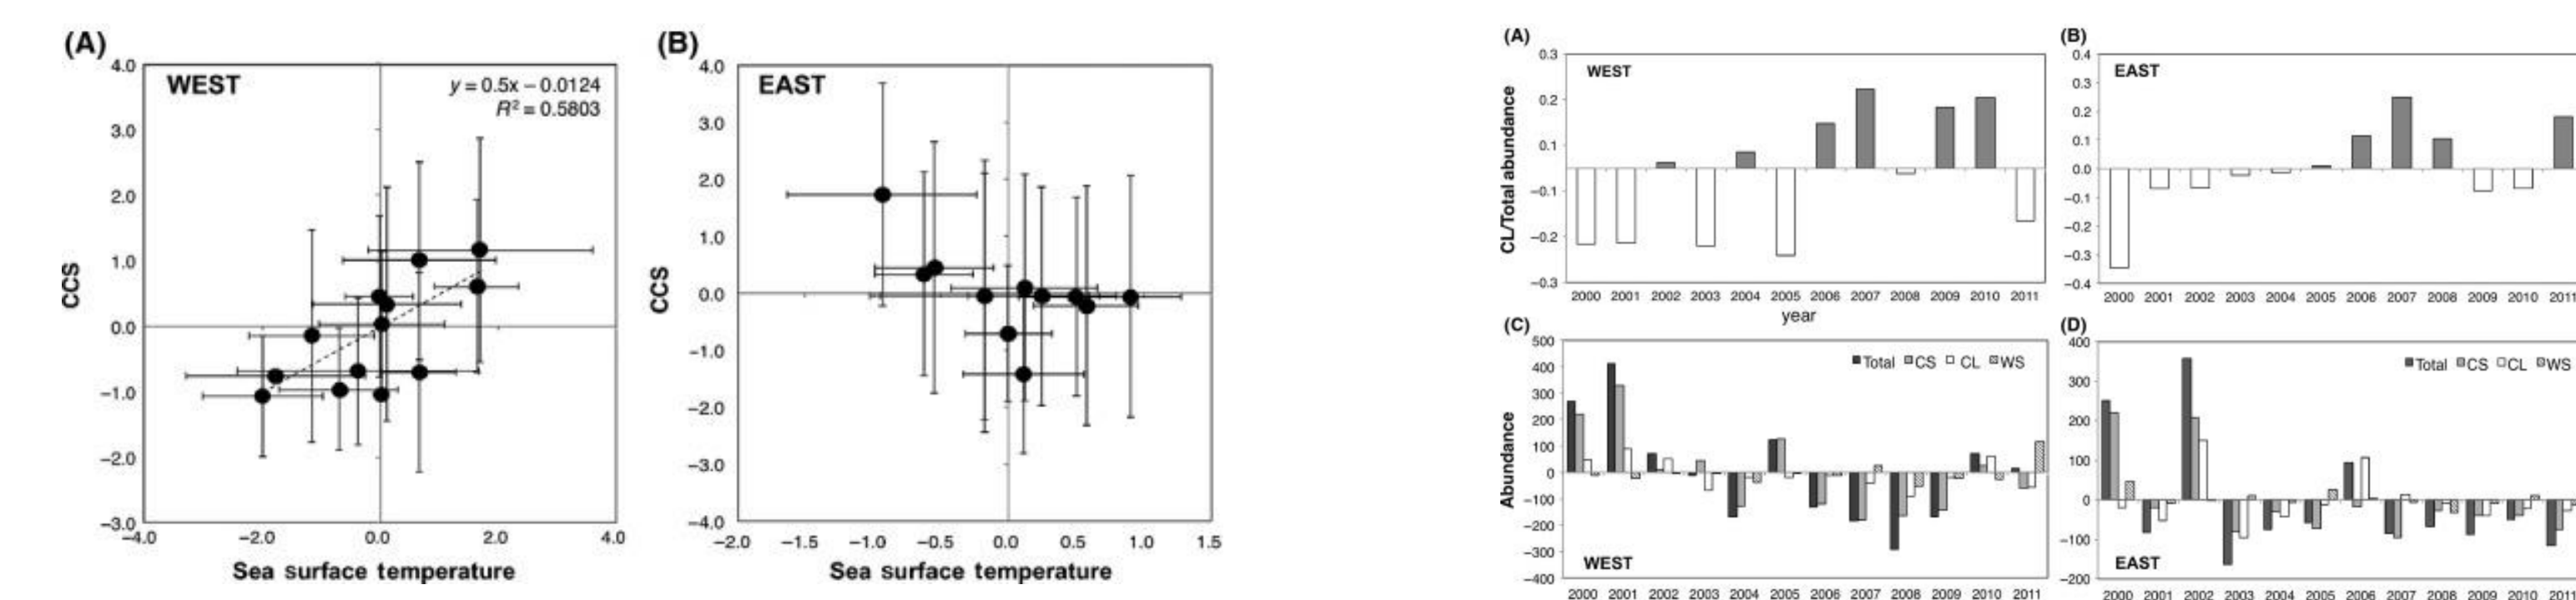 (A)
WEST
y = 0.5x − 0.0124
R² = 0.5803
4.0
3.0
2.0
1.0
0.0
−1.0
−2.0
−3.0
CCS
−4.0 −2.0 0.0 2.0 4.0
Sea surface temperature
(B)
EAST
4.0
3.0
2.0
1.0
0.0
−1.0
−2.0
−3.0
−4.0
CCS
−2.0 −1.5 −1.0 −0.5 0.0 0.5 1.0 1.5
Sea surface temperature
(A)
WEST
0.3
0.2
0.1
−0.1
−0.2
−0.3
CL/Total abundance
2000 2001 2002 2003 2004 2005 2006 2007 2008 2009 2010 2011
year
(B)
EAST
0.4
0.3
0.2
0.1
0.0
−0.0
−0.1
−0.2
−0.3
−0.4
2000 2001 2002 2003 2004 2005 2006 2007 2008 2009 2010 2011
(C)
Total CS CL WS
500
400
300
200
100
0
−100
−200
−300
−400
Abundance
WEST
2000 2001 2002 2003 2004 2005 2006 2007 2008 2009 2010 2011
(D)
Total CS CL WS
400
300
200
100
0
−100
−200
EAST
2000 2001 2002 2003 2004 2005 2006 2007 2008 2009 2010 2011